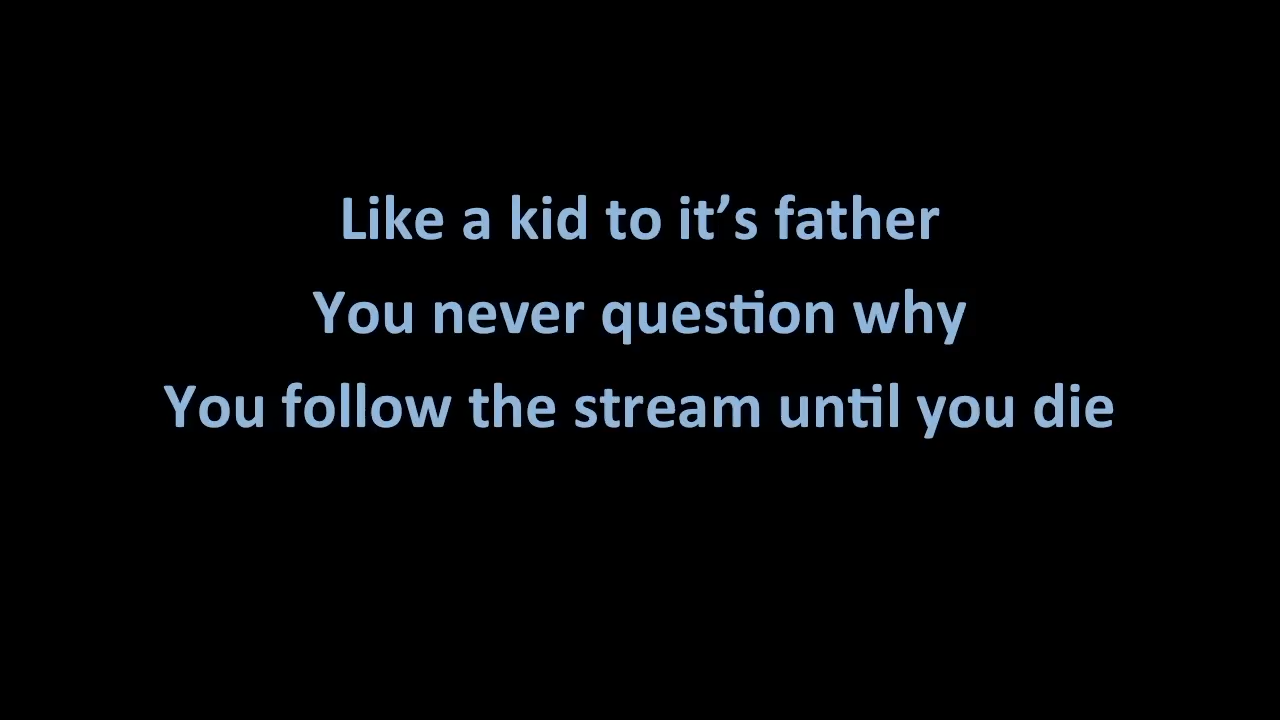 Like a kid to it’s father
You never question why
You follow the stream until you die